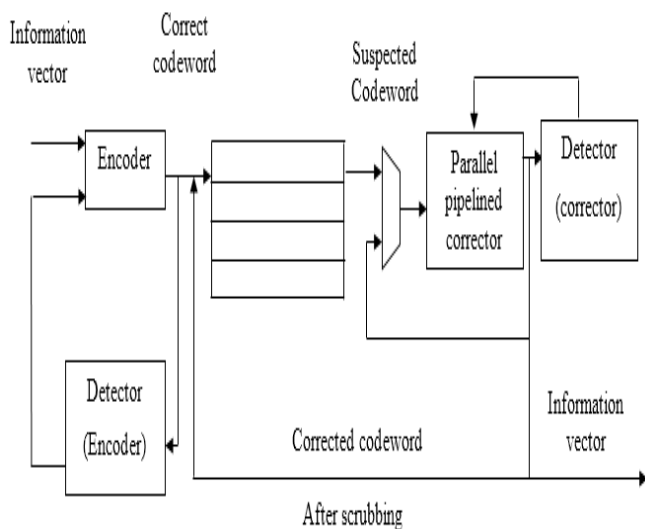 Information
vector
Correct
codeword
Suspected
Codeword
Encoder
Parallel
pipelined
corrector
Detector
(corrector)
Detector
(Encoder)
Corrected codeword
Information
vector
After scrubbing